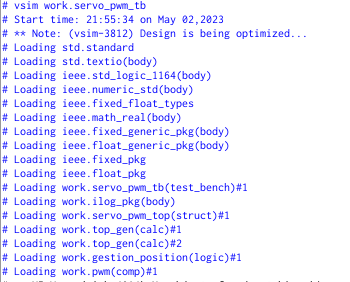 # vsim work.servo_pwm_tb
# Start time: 21:55:34 on May 02,2023
# ** Note: (vsim-3812) Design is being optimized...
# Loading std.standard
# Loading std.textio(body)
# Loading ieee.std_logic_1164(body)
# Loading ieee.numeric_std(body)
# Loading ieee.fixed_float_types
# Loading ieee.math_real(body)
# Loading ieee.fixed_generic_pkg(body)
# Loading ieee.float_generic_pkg(body)
# Loading ieee.fixed_pkg
# Loading ieee.float_pkg
# Loading work.servo_pwm_tb(test_bench)#1
# Loading work.ilog_pkg(body)
# Loading work.servo_pwm_top(struct)#1
# Loading work.top_gen(calc)#1
# Loading work.top_gen(calc)#2
# Loading work.gestion_position(logic)#1
# Loading work.pwm(comp)#1